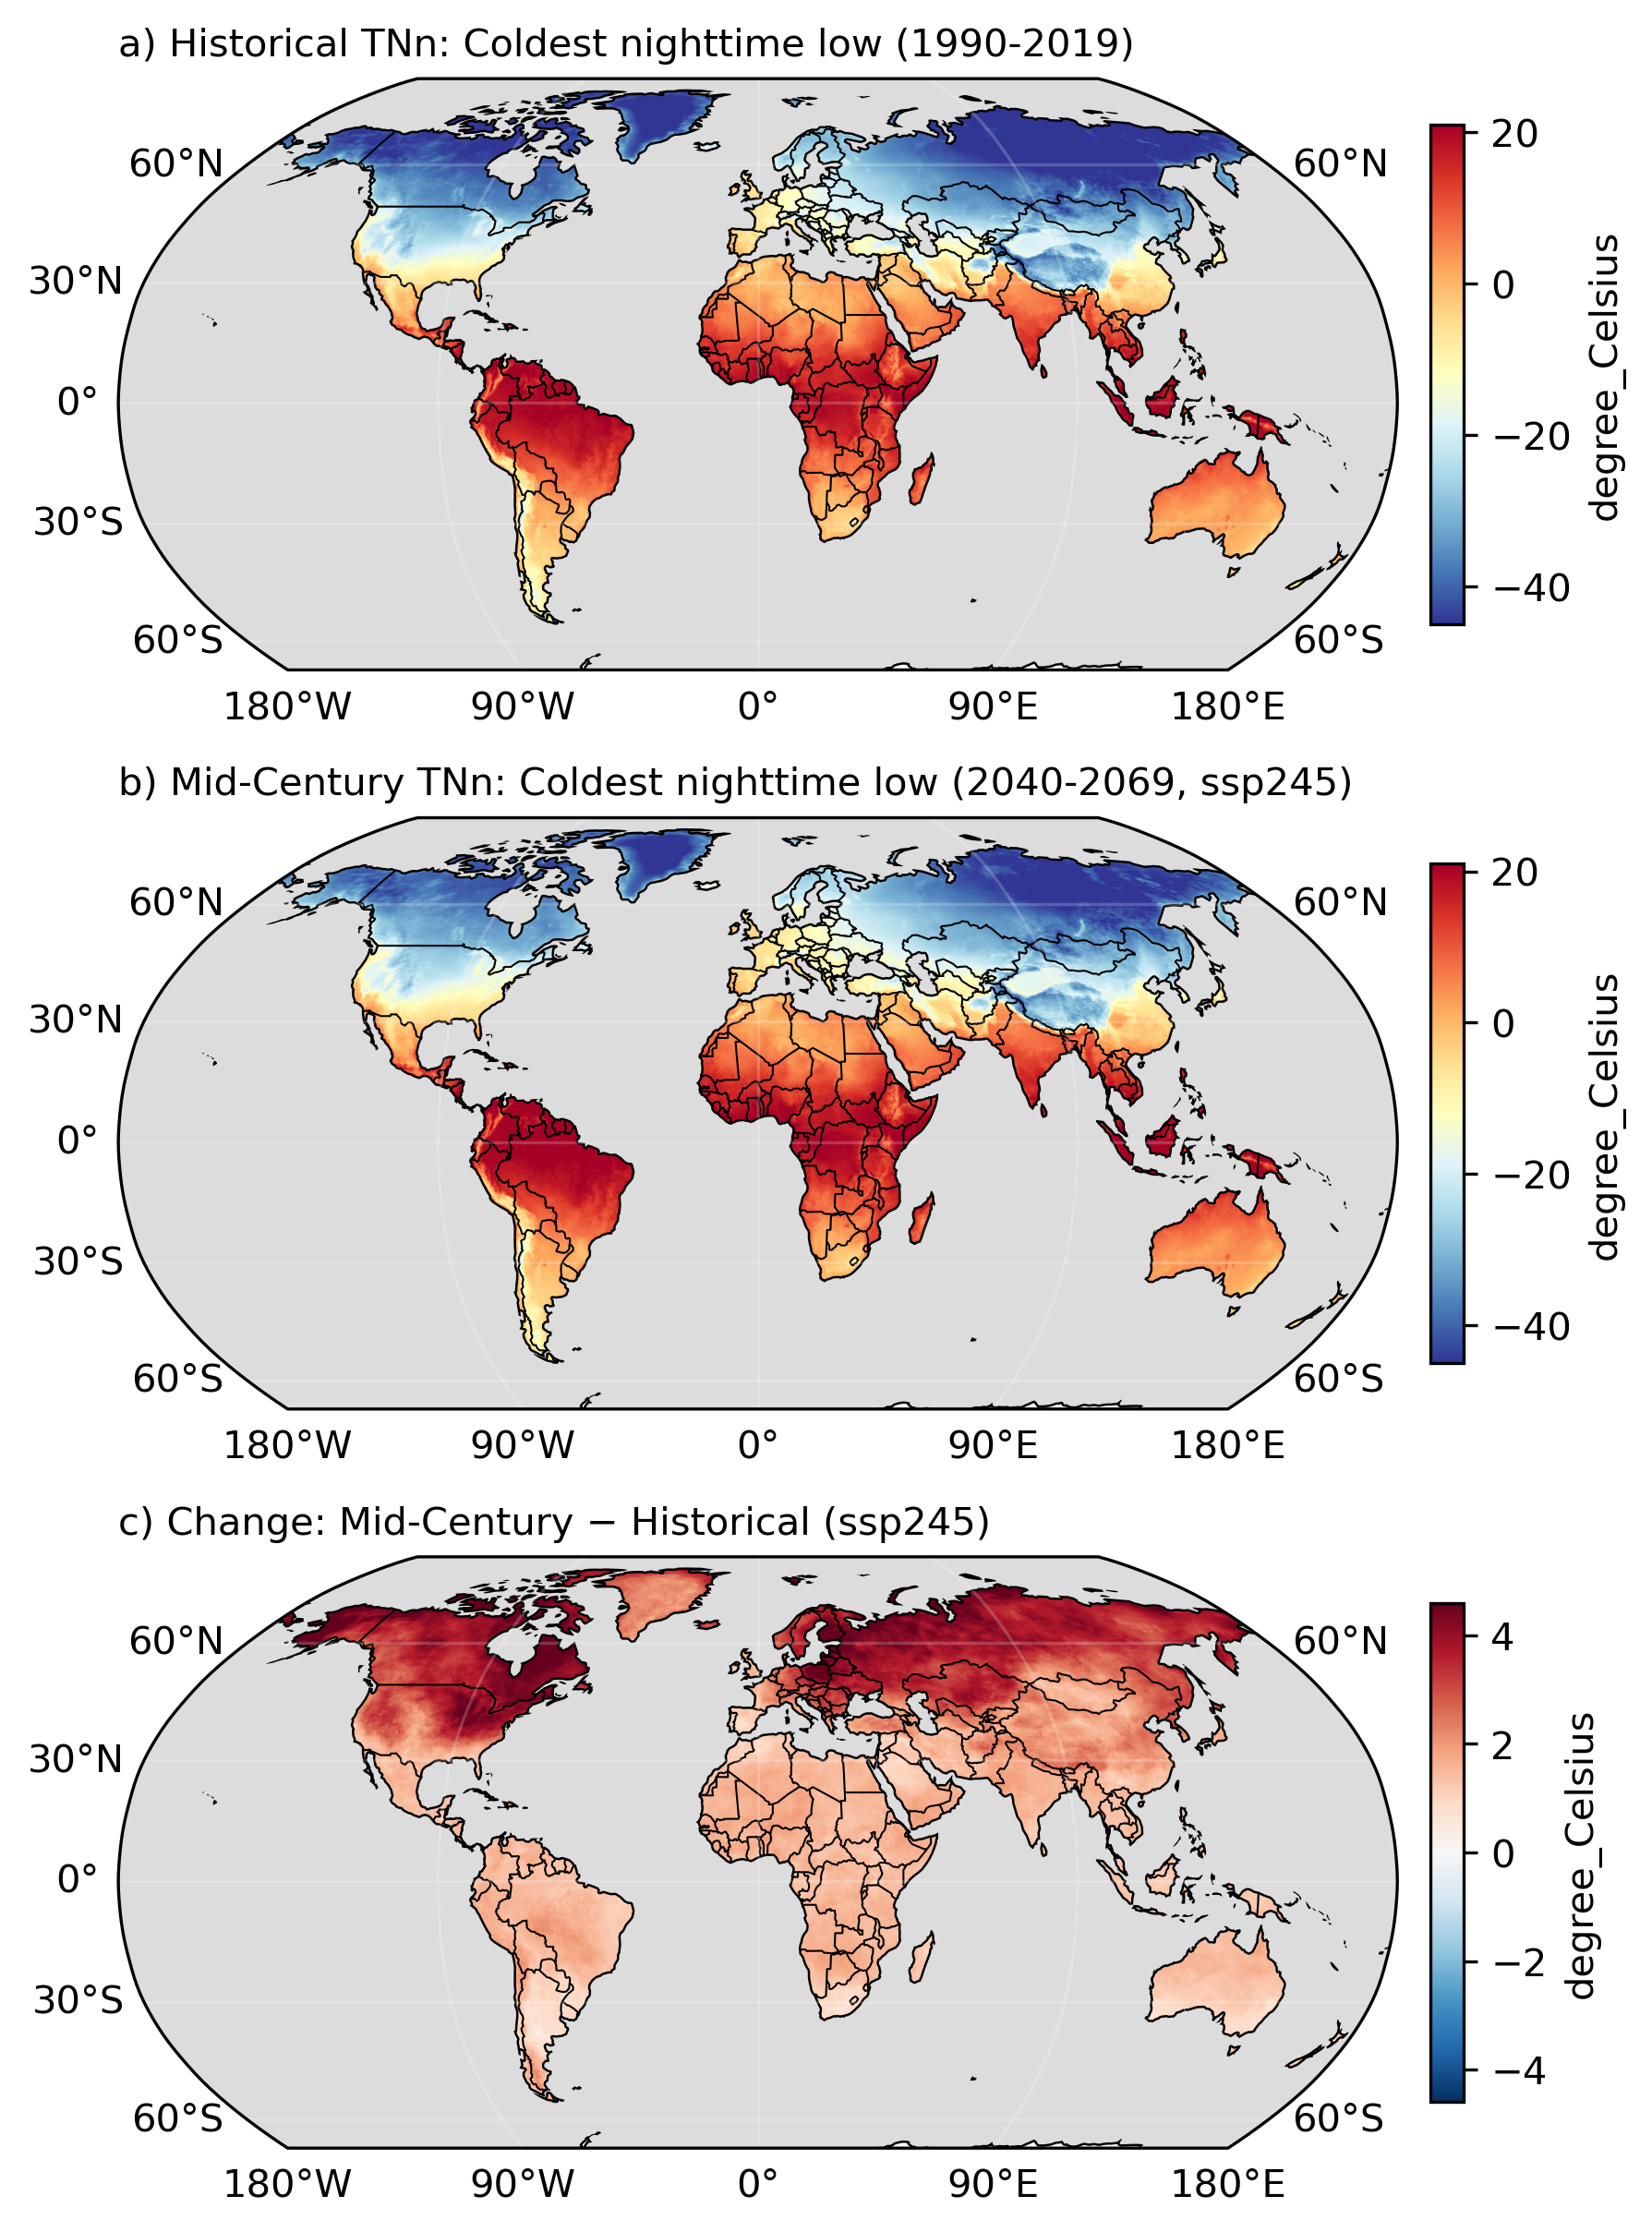 a) Historical TNn: Coldest nighttime low (1990-2019)
60°N
60°N
30°N
0°
30°S
60°S
60°S
180°W
90°W
0°
90°E
180°E
20
0
−20
−40
degree_Celsius
b) Mid-Century TNn: Coldest nighttime low (2040-2069, ssp245)
60°N
60°N
30°N
0°
30°S
60°S
60°S
180°W
90°W
0°
90°E
180°E
20
0
−20
−40
degree_Celsius
c) Change: Mid-Century − Historical (ssp245)
60°N
60°N
30°N
0°
30°S
60°S
60°S
180°W
90°W
0°
90°E
180°E
4
2
0
−2
−4
degree_Celsius